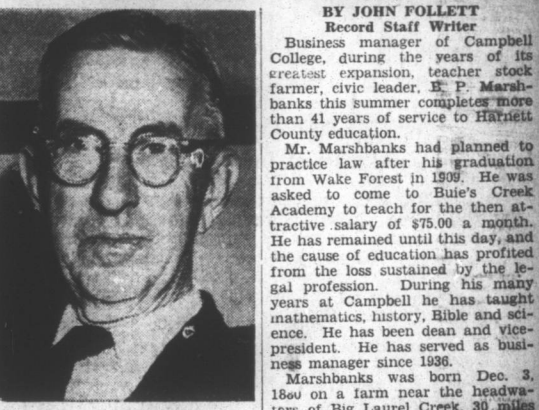 BY JOHN FOLLETT
Record Staff Writer
Business manager of Campbell
College, during the years of its
greatest expansion, teacher stock
farmer, civic leader, B. P. Marsh-
banks this summer completes more
than 41 years of service to Harnett
County education.
Mr. Marshbanks had planned to
practice law after his graduation
from Wake Forest in 1909. He was
asked to come to Buie's Creek
Academy to teach for the then at-
tractive salary of $75.00 a month.
He has remained until this day, and
the cause of education has profited
from the loss sustained by the le-
gal profession. During his many
years at Campbell he has taught
mathematics, history, Bible and sci-
ence. He has been dean and vice-
president. He has served as busi-
ness manager since 1936.
Marshbanks was born Dec. 3,
on a farm near the headwa-
of Big Laurel Creek, 30 miles